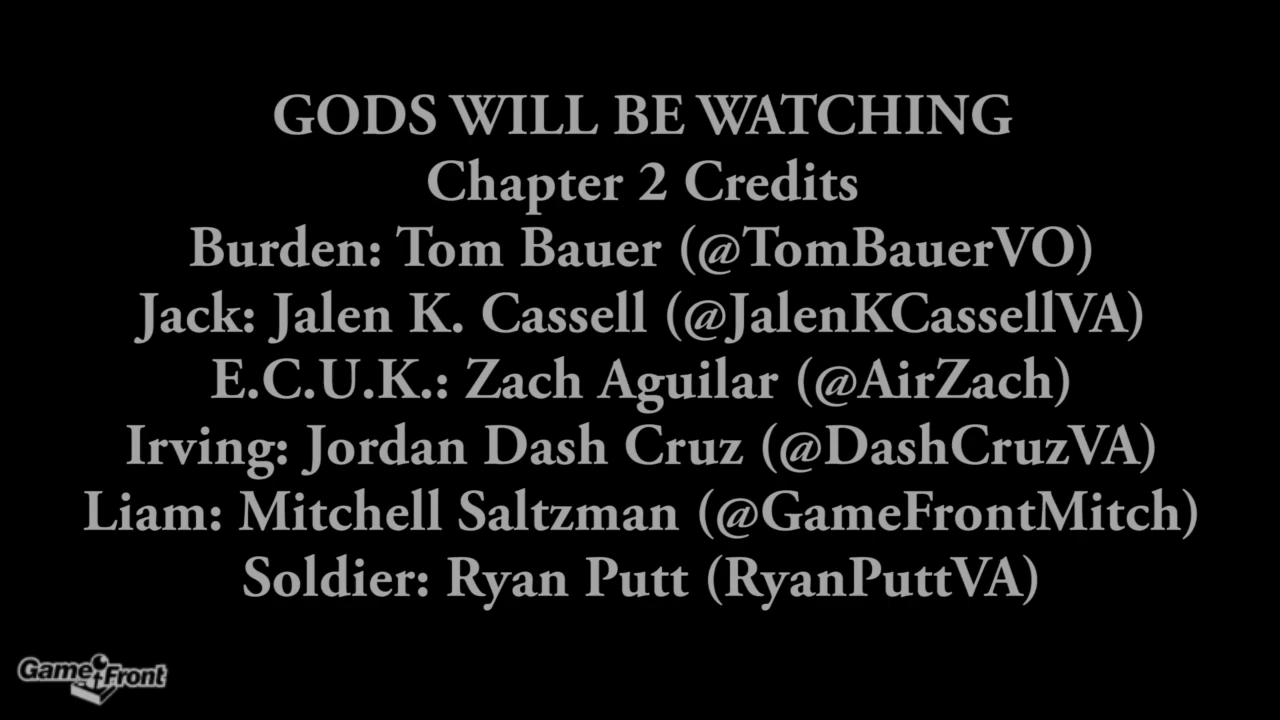 GODS WILL BE WATCHING
Chapter 2 Credits
Burden: Tom Bauer (@TomBauerVO)
Jack: Jalen K. Cassell (@JalenKCassellVA)
E.C.U.K.: Zach Aguilar (@AirZach)
Irving: Jordan Dash Cruz (@DashCruzVA)
Liam: Mitchell Saltzman (@GameFrontMitch)
Soldier: Ryan Putt (RyanPuttVA)
GameFront